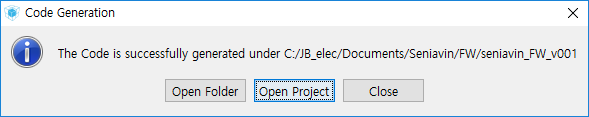 Code Generation
The Code is successfully generated under C:/JB_elec/Documents/Seniavin/FW/seniavin_FW_v001
Open Folder
Open Project
Close